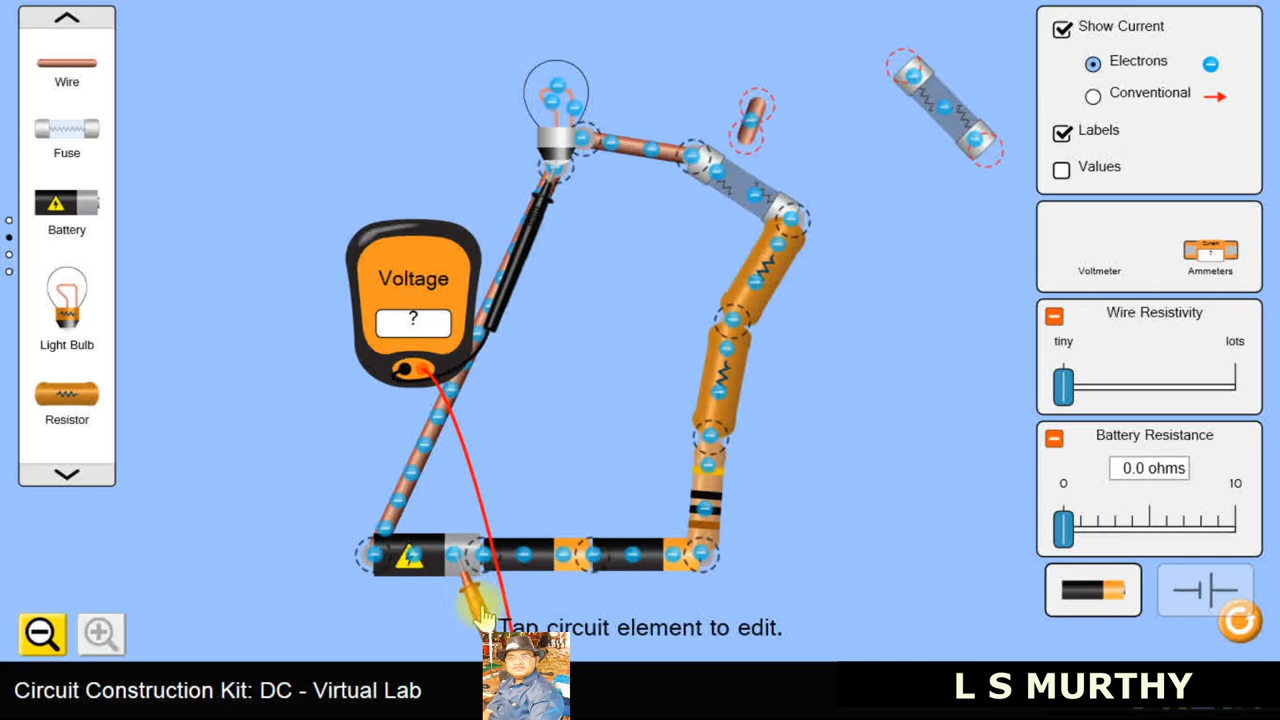 Wire
Fuse
Battery
Light Bulb
Resistor
Voltage
?
Tap circuit element to edit.
Show Current
Electrons
Conventional
Labels
Values
Current
?
Voltmeter
Ammeters
Wire Resistivity
tiny
lots
Battery Resistance
0.0 ohms
0
10
Circuit Construction Kit: DC - Virtual Lab
L S MURTHY